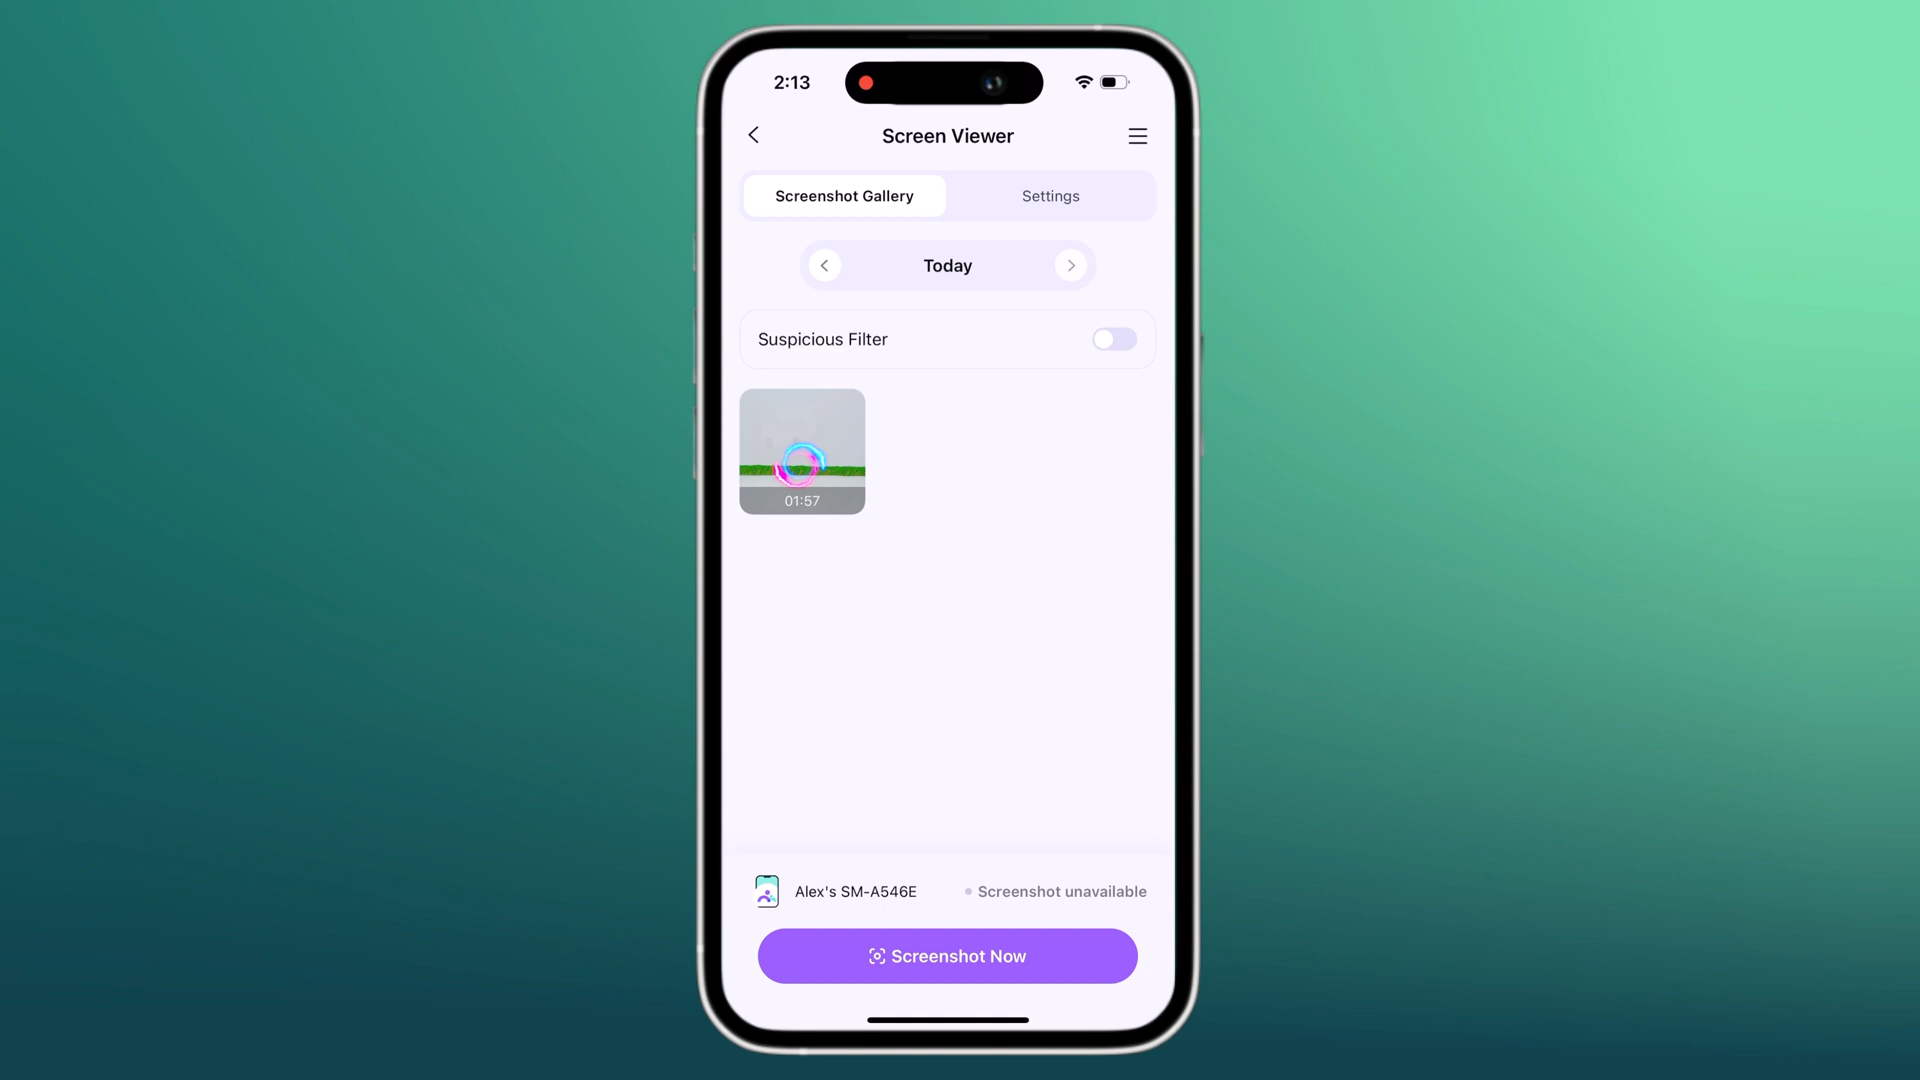 2:13
Screen Viewer
Screenshot Gallery
Settings
Today
Suspicious Filter
01:57
Alex's SM-A546E
Screenshot unavailable
Screenshot Now